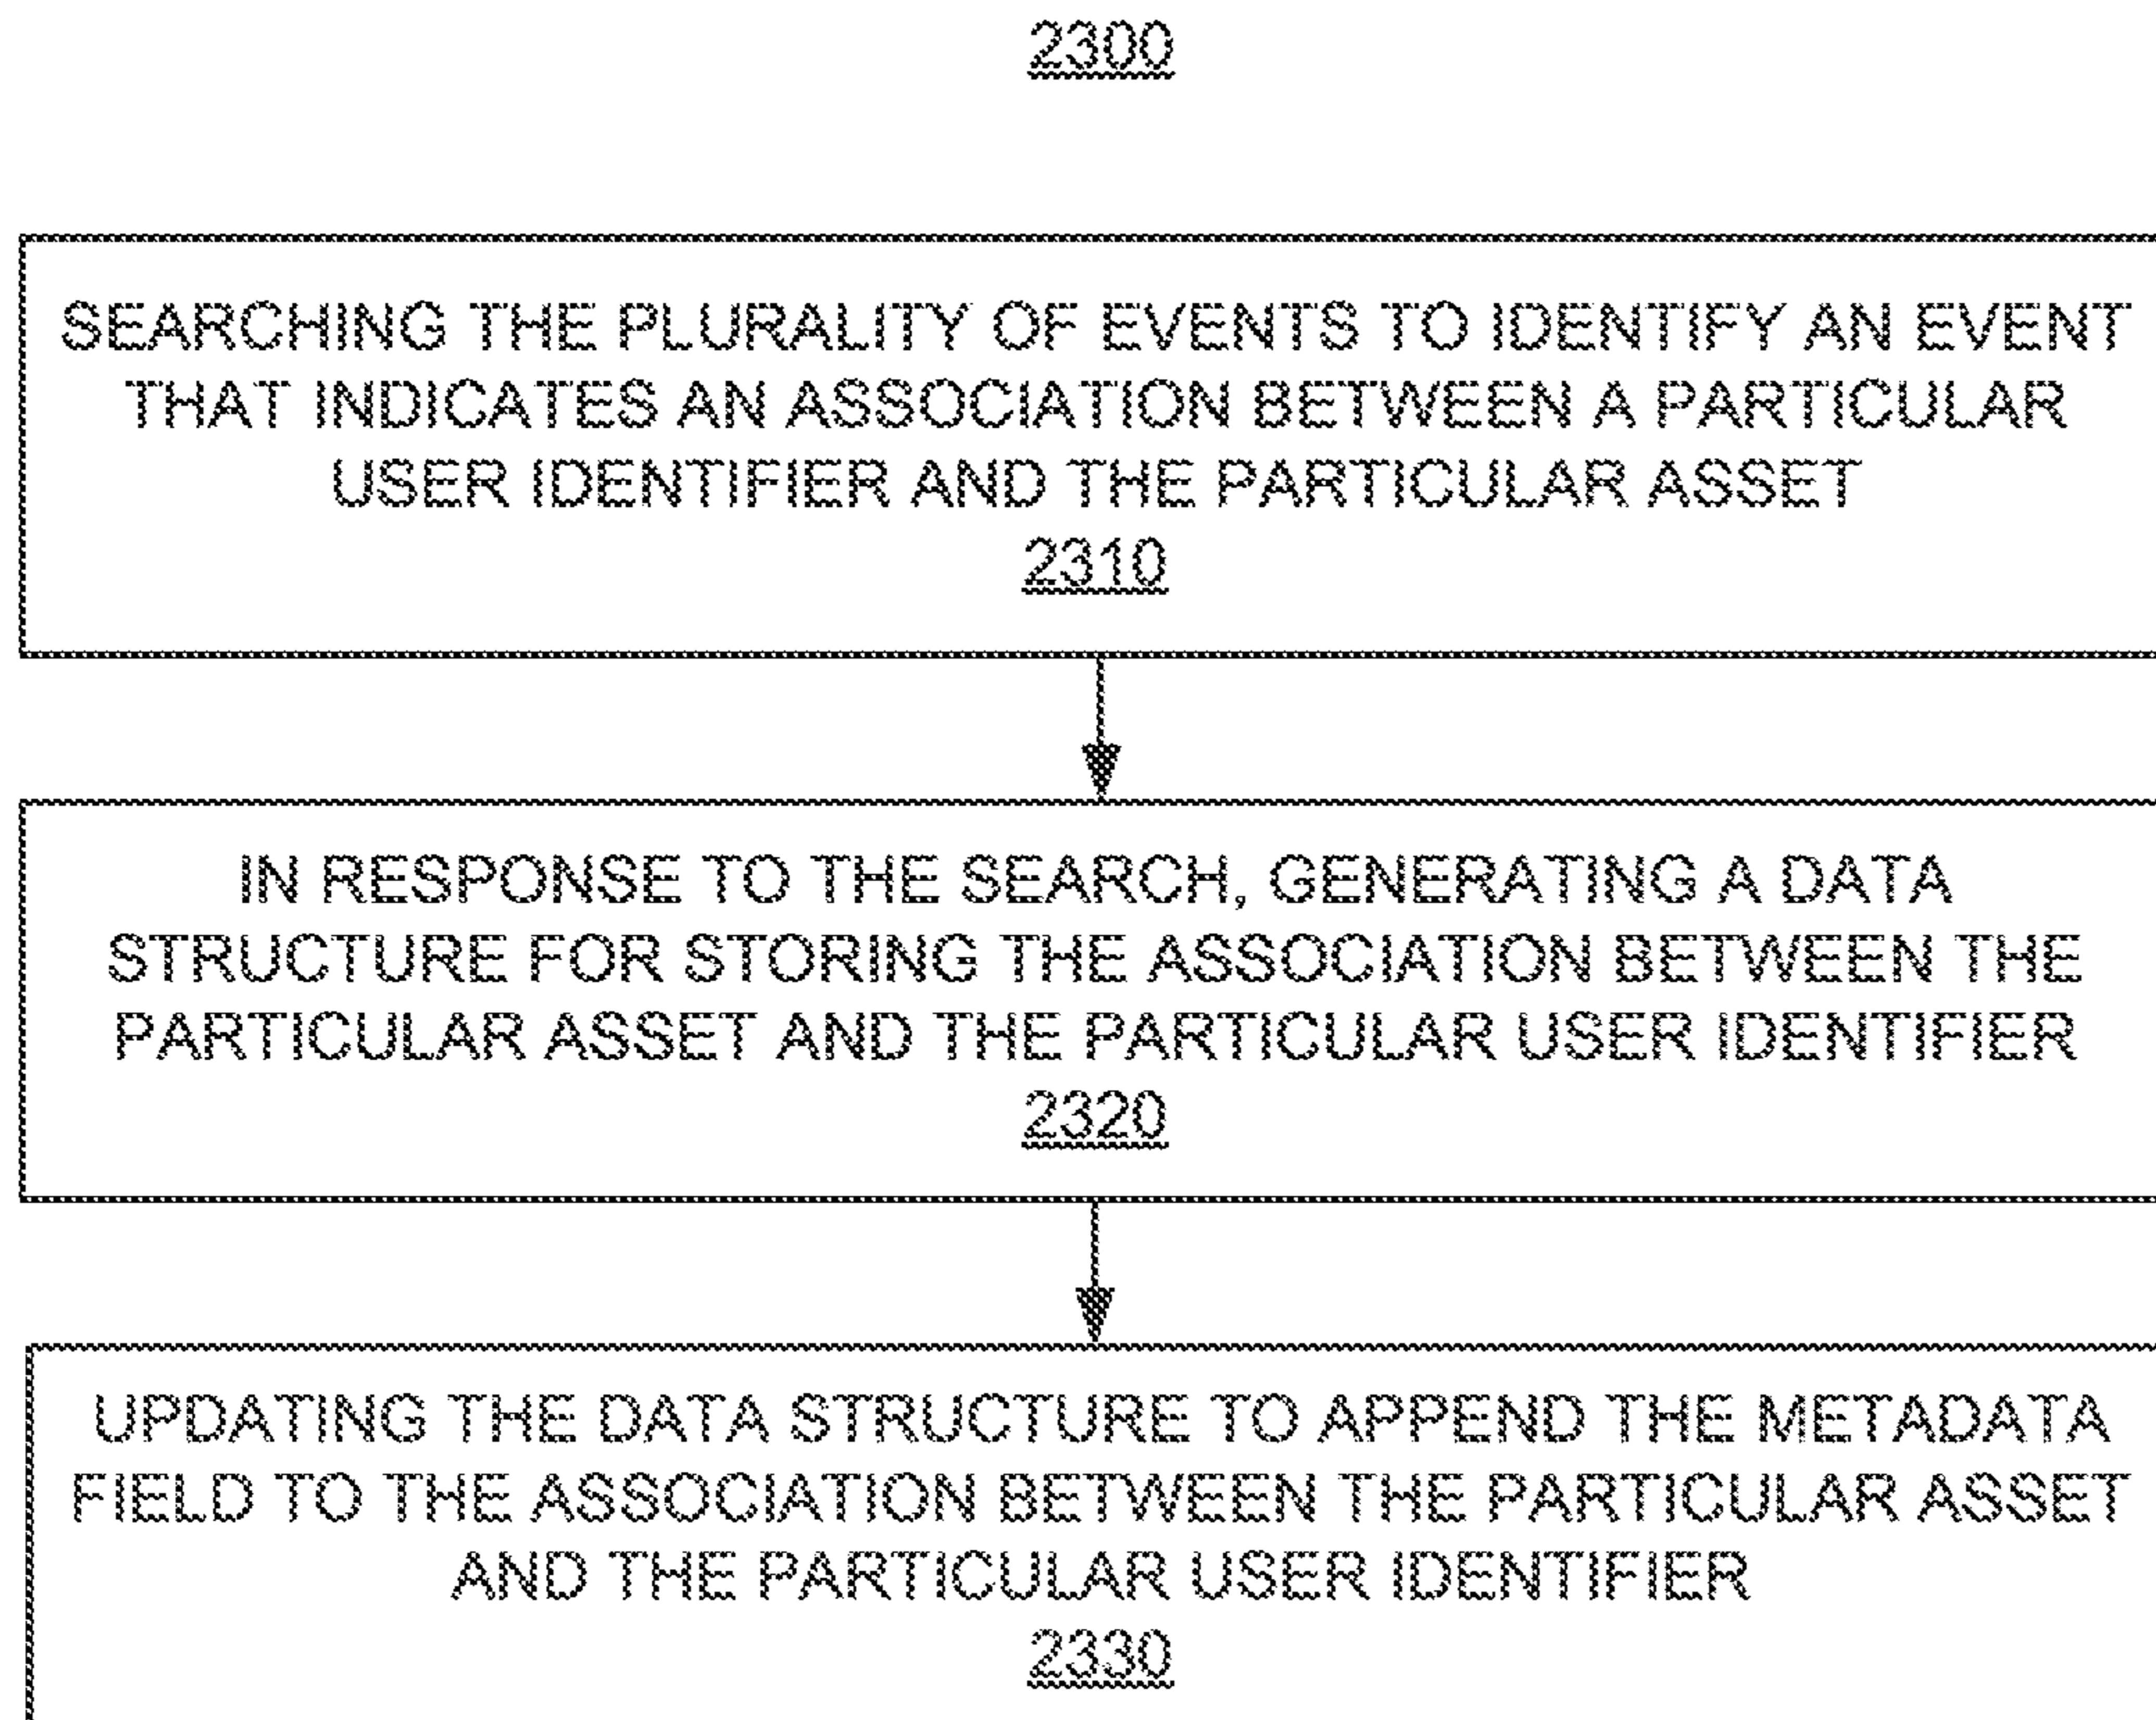 2300
SEARCHING THE PLURALITY OF EVENTS TO IDENTIFY AN EVENT
THAT INDICATES AN ASSOCIATION BETWEEN A PARTICULAR
USER IDENTIFIER AND THE PARTICULAR ASSET
2310
IN RESPONSE TO THE SEARCH, GENERATING A DATA
STRUCTURE FOR STORING THE ASSOCIATION BETWEEN THE
PARTICULAR ASSET AND THE PARTICULAR USER IDENTIFIER
2320
UPDATING THE DATA STRUCTURE TO APPEND THE METADATA
FIELD TO THE ASSOCIATION BETWEEN THE PARTICULAR ASSET
AND THE PARTICULAR USER IDENTIFIER
2330